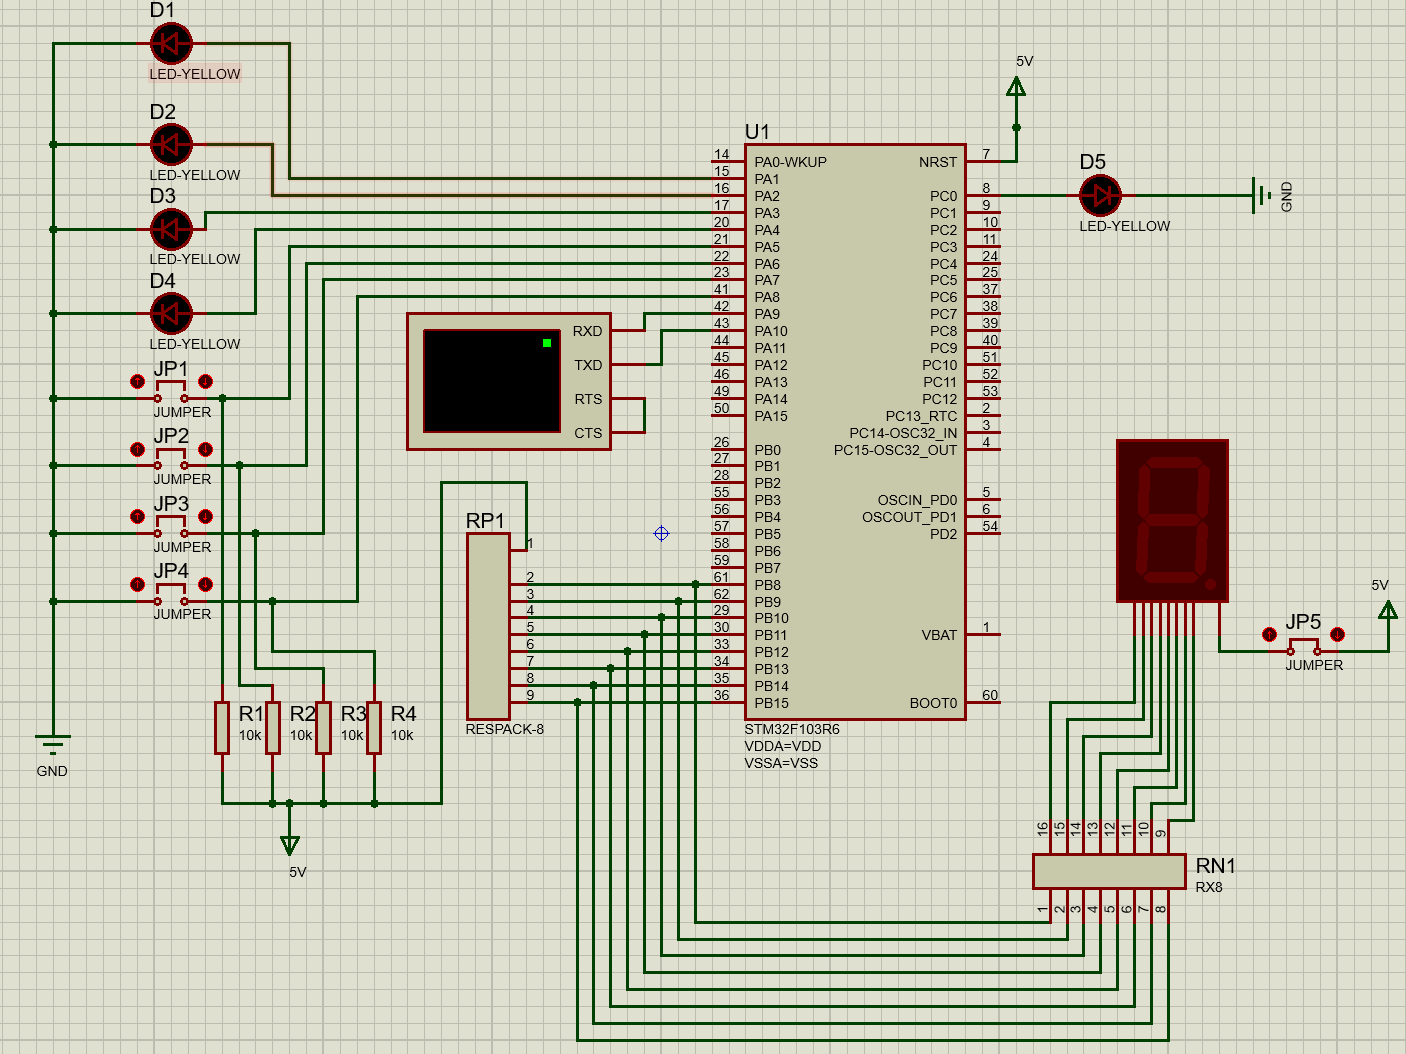 D1
LED-YELLOW
D2
LED-YELLOW
D3
LED-YELLOW
D4
LED-YELLOW
JP1
JUMPER
JP2
JUMPER
JP3
JUMPER
JP4
JUMPER
R1
10k
R2
10k
R3
10k
R4
10k
GND
5V
RXD
TXD
RTS
CTS
RP1
1
2
3
4
5
6
7
8
9
RESPACK-8
U1
14 PA0-WKUP
15 PA1
16 PA2
17 PA3
20 PA4
21 PA5
22 PA6
23 PA7
41 PA8
42 PA9
43 PA10
44 PA11
45 PA12
46 PA13
49 PA14
50 PA15
26 PB0
27 PB1
28 PB2
55 PB3
56 PB4
57 PB5
58 PB6
59 PB7
61 PB8
62 PB9
29 PB10
30 PB11
33 PB12
34 PB13
35 PB14
36 PB15
NRST 7
PC0 8
PC1 9
PC2 10
PC3 11
PC4 24
PC5 25
PC6 37
PC7 38
PC8 39
PC9 40
PC10 51
PC11 52
PC12 53
PC13_RTC 2
PC14-OSC32_IN 3
PC15-OSC32_OUT 4
OSCIN_PD0 5
OSCOUT_PD1 6
PD2 54
VBAT 1
BOOT0 60
STM32F103R6
VDDA=VDD
VSSA=VSS
5V
D5
LED-YELLOW
GND
5V
JP5
JUMPER
16 15 14 13 12 11 10 9
RN1
RX8
1 2 3 4 5 6 7 8